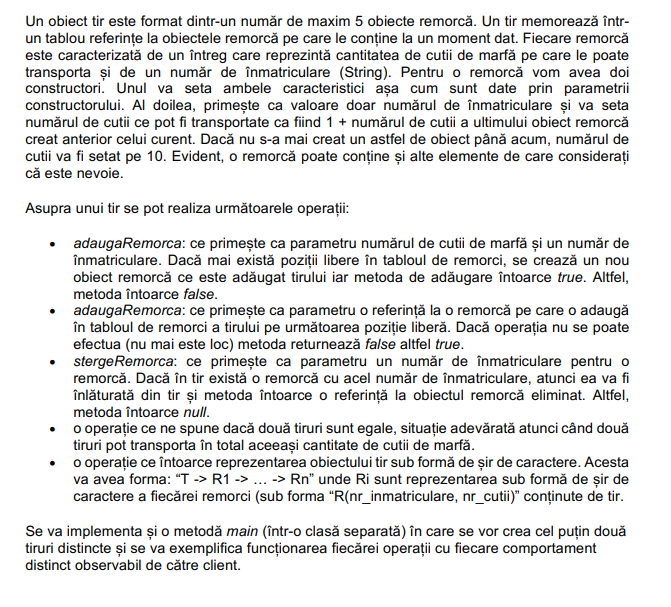 Un obiect tir este format dintr-un număr de maxim 5 obiecte remorcă. Un tir memorează într-
un tablou referințe la obiectele remorcă pe care le conține la un moment dat. Fiecare remorcă
este caracterizată de un întreg care reprezintă cantitatea de cutii de marfă pe care le poate
transporta și de un număr de înmatriculare (String). Pentru o remorcă vom avea doi
constructori. Unul va seta ambele caracteristici așa cum sunt date prin parametrii
constructorului. Al doilea, primește ca valoare doar numărul de înmatriculare și va seta
numărul de cutii ce pot fi transportate ca fiind 1 + numărul de cutii a ultimului obiect remorcă
creat anterior celui curent. Dacă nu s-a mai creat un astfel de obiect până acum, numărul de
cutii va fi setat pe 10. Evident, o remorcă poate conține și alte elemente de care considerați
că este nevoie.
Asupra unui tir se pot realiza următoarele operații:
• adaugaRemorca: ce primește ca parametru numărul de cutii de marfă și un număr de
înmatriculare. Dacă mai există poziții libere în tabloul de remorci, se crează un nou
obiect remorcă ce este adăugat tirului iar metoda de adăugare întoarce true. Altfel,
metoda întoarce false.
• adaugaRemorca: ce primește ca parametru o referință la o remorcă pe care o adaugă
în tabloul de remorci a tirului pe următoarea poziție liberă. Dacă operația nu se poate
efectua (nu mai este loc) metoda returnează false altfel true.
• stergeRemorca: ce primește ca parametru un număr de înmatriculare pentru o
remorcă. Dacă în tir există o remorcă cu acel număr de înmatriculare, atunci ea va fi
înlăturată din tir și metoda întoarce o referință la obiectul remorcă eliminat. Altfel,
metoda întoarce null.
• o operație ce ne spune dacă două tiruri sunt egale, situație adevărată atunci când două
tiruri pot transporta în total aceeași cantitate de cutii de marfă.
• o operație ce întoarce reprezentarea obiectului tir sub formă de șir de caractere. Acesta
va avea forma: “T -> R1 -> … -> Rn” unde Ri sunt reprezentarea sub formă de șir de
caractere a fiecărei remorci (sub forma “R(nr_inmatriculare, nr_cutii)” conținute de tir.
Se va implementa și o metodă main (într-o clasă separată) în care se vor crea cel puțin două
tiruri distincte și se va exemplifica funcționarea fiecărei operații cu fiecare comportament
distinct observabil de către client.